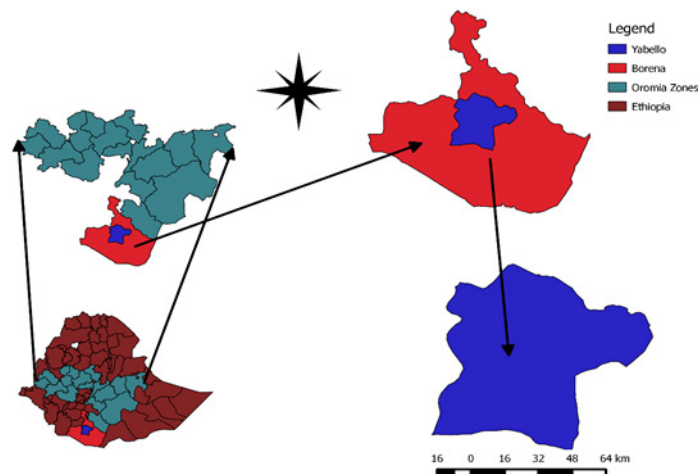 Legend
Yabello
Borena
Oromia Zones
Ethiopia
16 0 16 32 48 64 km